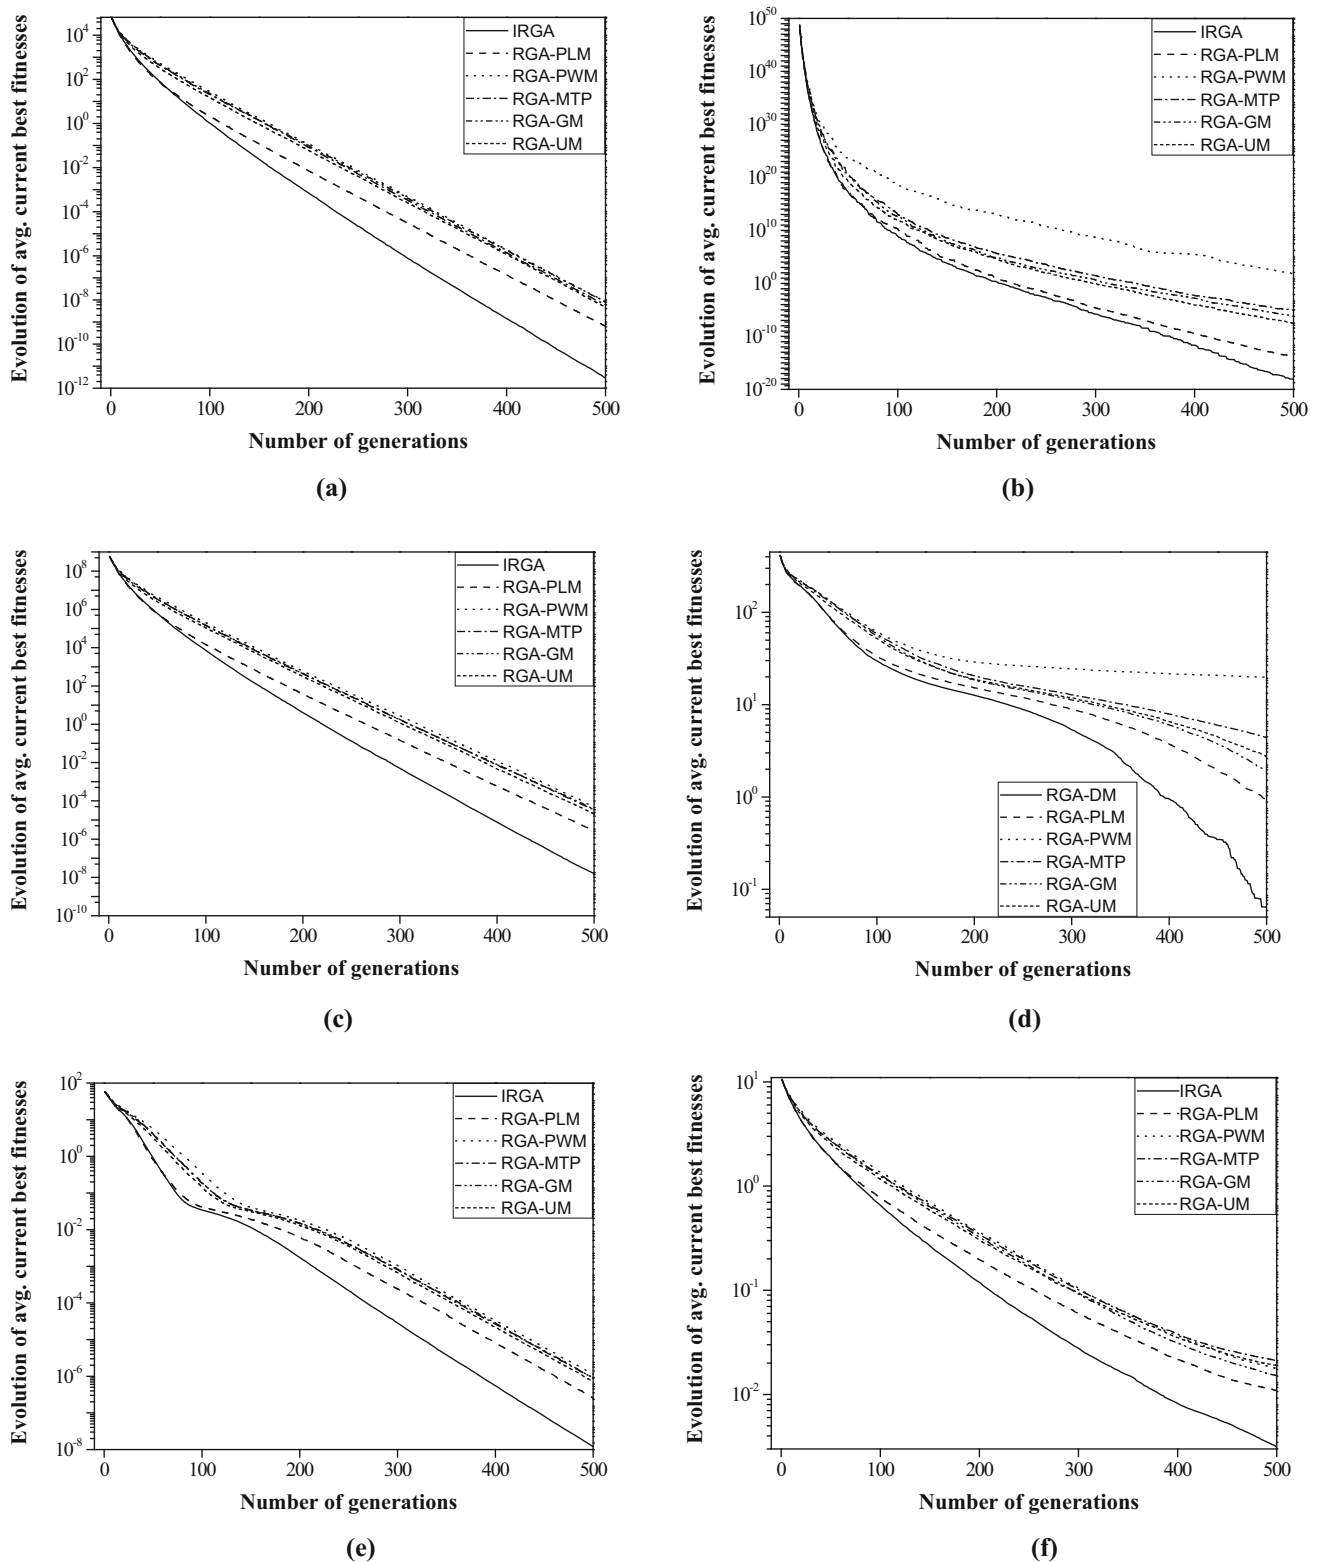 Evolution of avg. current best fitnesses
10^4
10^2
10^0
10^-2
10^-4
10^-6
10^-8
10^-10
10^-12
0 100 200 300 400 500
Number of generations
IRGA
RGA-PLM
RGA-PWM
RGA-MTP
RGA-GM
RGA-UM
(a)
Evolution of avg. current best fitnesses
10^50
10^40
10^30
10^20
10^10
10^0
10^-10
10^-20
0 100 200 300 400 500
Number of generations
IRGA
RGA-PLM
RGA-PWM
RGA-MTP
RGA-GM
RGA-UM
(b)
Evolution of avg. current best fitnesses
10^8
10^6
10^4
10^2
10^0
10^-2
10^-4
10^-6
10^-8
10^-10
0 100 200 300 400 500
Number of generations
IRGA
RGA-PLM
RGA-PWM
RGA-MTP
RGA-GM
RGA-UM
(c)
Evolution of avg. current best fitnesses
10^2
10^1
10^0
10^-1
0 100 200 300 400 500
Number of generations
RGA-DM
RGA-PLM
RGA-PWM
RGA-MTP
RGA-GM
RGA-UM
(d)
Evolution of avg. current best fitnesses
10^2
10^0
10^-2
10^-4
10^-6
10^-8
0 100 200 300 400 500
Number of generations
IRGA
RGA-PLM
RGA-PWM
RGA-MTP
RGA-GM
RGA-UM
(e)
Evolution of avg. current best fitnesses
10^1
10^0
10^-1
10^-2
0 100 200 300 400 500
Number of generations
IRGA
RGA-PLM
RGA-PWM
RGA-MTP
RGA-GM
RGA-UM
(f)